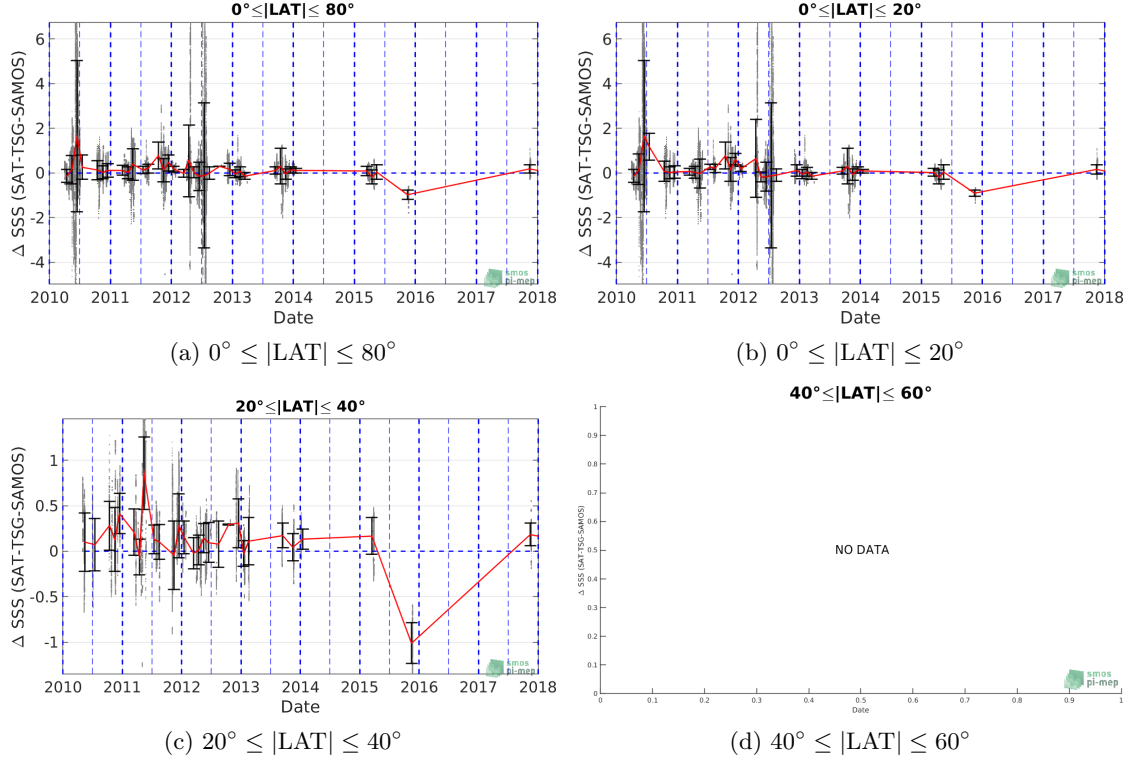 0°≤|LAT|≤ 80°
Δ SSS (SAT-TSG-SAMOS)
6
4
2
0
-2
-4
2010 2011 2012 2013 2014 2015 2016 2017 2018
Date
smos
pi-mep
(a) 0° ≤ |LAT| ≤ 80°
0°≤|LAT|≤ 20°
Δ SSS (SAT-TSG-SAMOS)
6
4
2
0
-2
-4
2010 2011 2012 2013 2014 2015 2016 2017 2018
Date
smos
pi-mep
(b) 0° ≤ |LAT| ≤ 20°
20°≤|LAT|≤ 40°
Δ SSS (SAT-TSG-SAMOS)
1
0.5
0
-0.5
-1
2010 2011 2012 2013 2014 2015 2016 2017 2018
Date
smos
pi-mep
(c) 20° ≤ |LAT| ≤ 40°
40°≤|LAT|≤ 60°
Δ SSS (SAT-TSG-SAMOS)
1
0.9
0.8
0.7
0.6
0.5
0.4
0.3
0.2
0.1
0
NO DATA
0 0.1 0.2 0.3 0.4 0.5 0.6 0.7 0.8 0.9 1
Date
smos
pi-mep
(d) 40° ≤ |LAT| ≤ 60°